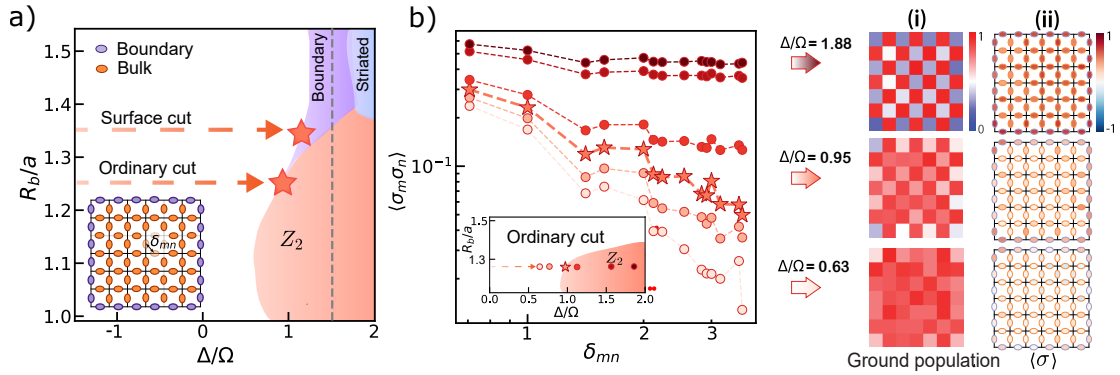 a)
R_b/a
1.5
1.4
1.3
1.2
1.1
1.0
Boundary
Bulk
Surface cut
Ordinary cut
Boundary
Striated
Z_2
δ_mn
-1
0
1
2
Δ/Ω
b)
⟨σ_mσ_n⟩
10^-1
Ordinary cut
R_b/a
1.5
1.3
Z_2
0.0
0.5
1.0
1.5
2.0
Δ/Ω
1
2
3
δ_mn
(i)
(ii)
Δ/Ω = 1.88
Δ/Ω = 0.95
Δ/Ω = 0.63
1
0
1
-1
Ground population
⟨σ⟩